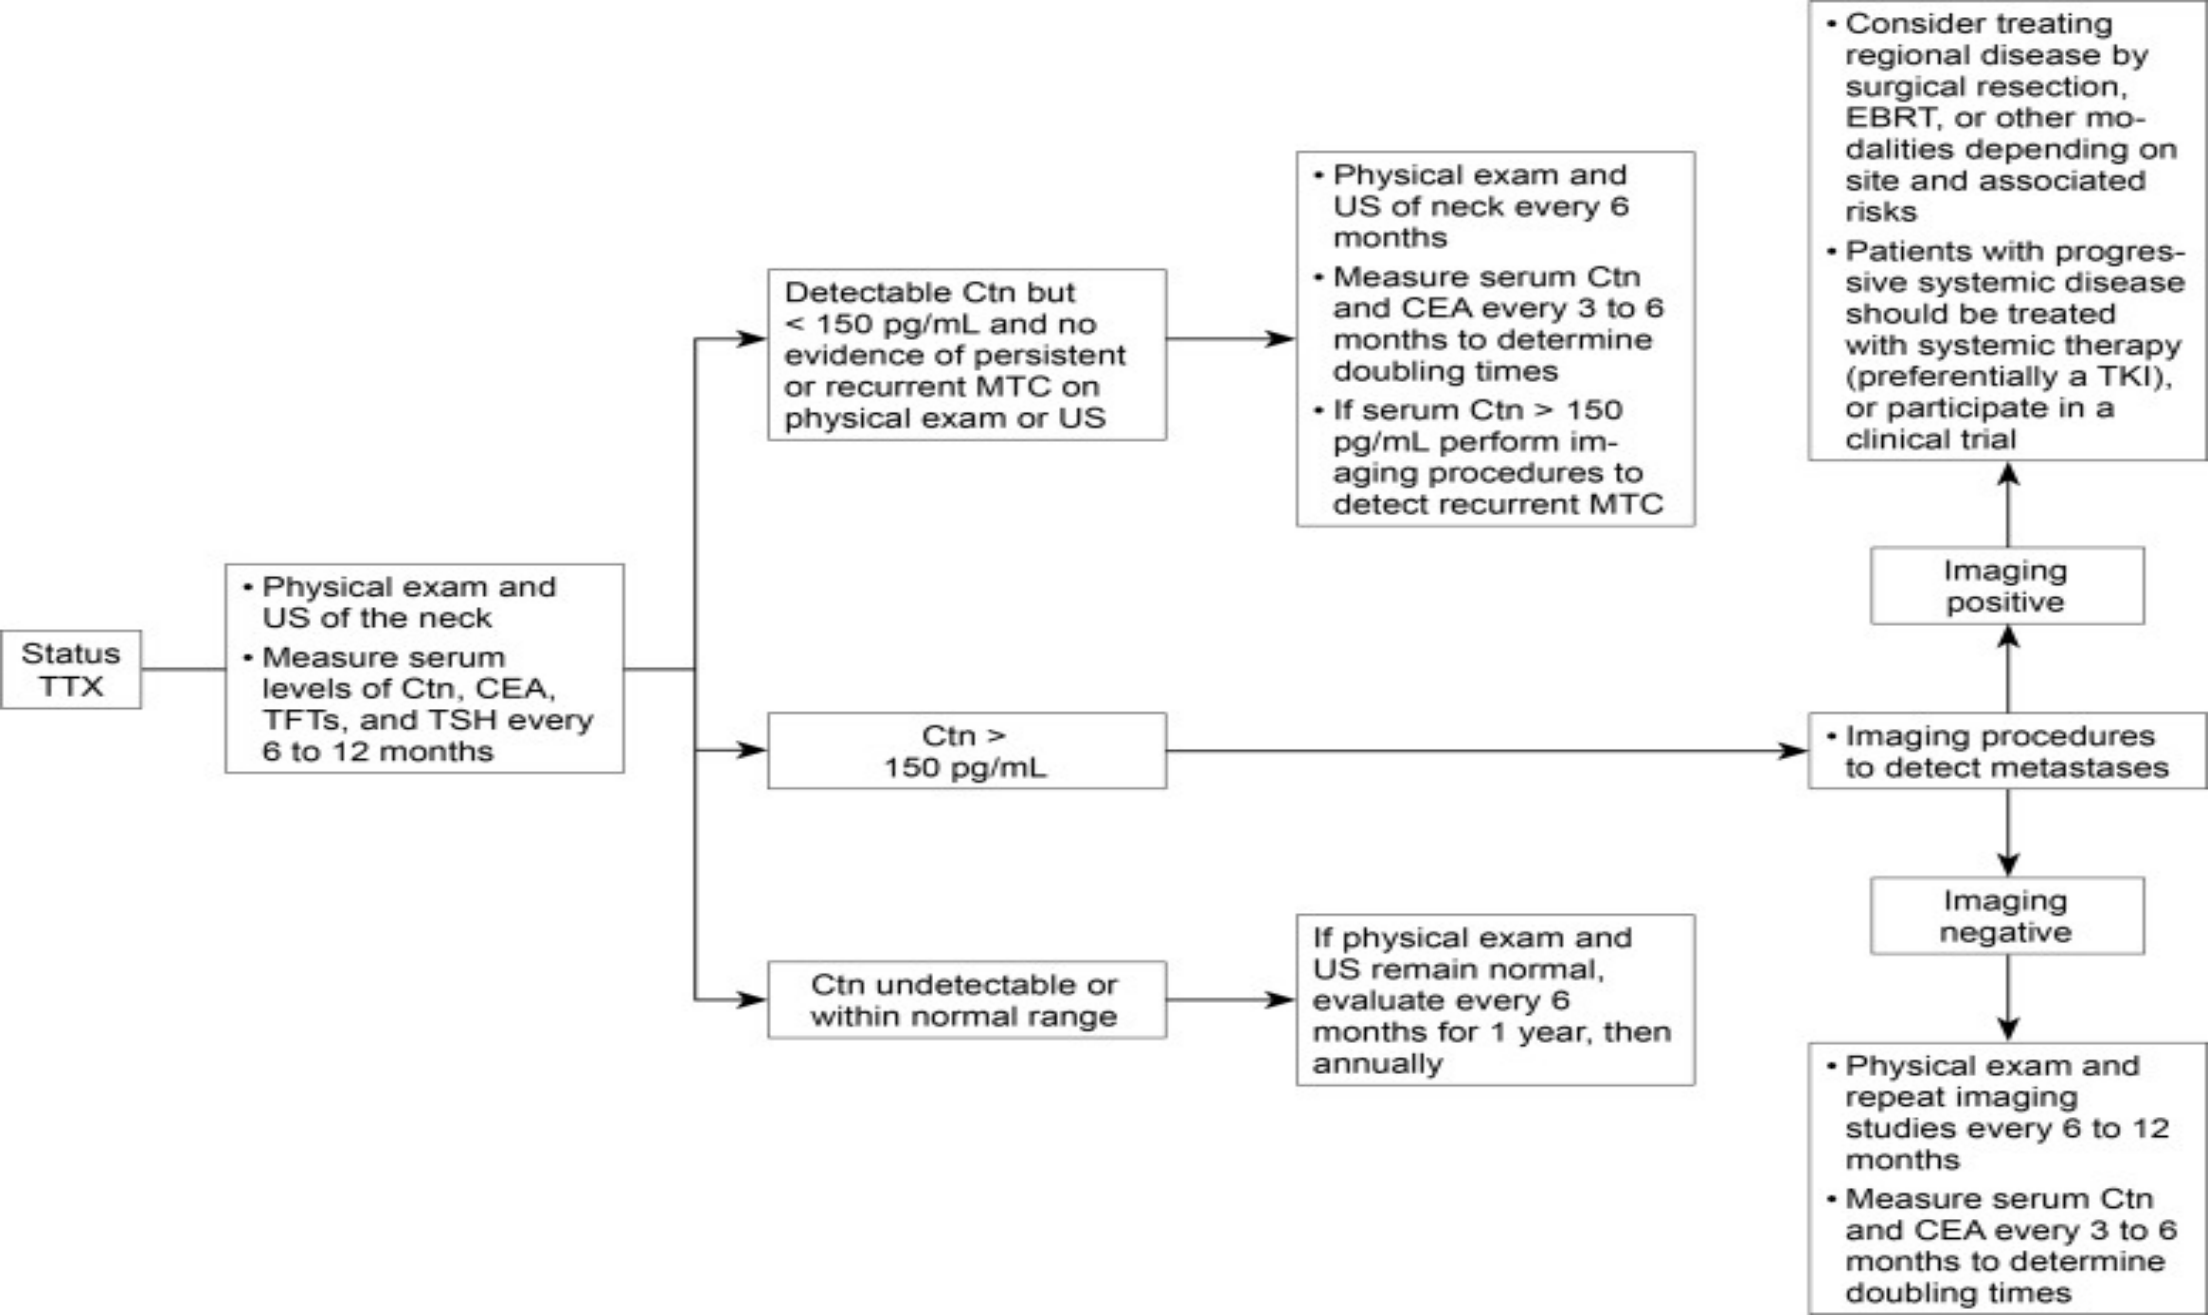 Status
TTX
• Physical exam and
US of the neck
• Measure serum
levels of Ctn, CEA,
TFTs, and TSH every
6 to 12 months
Detectable Ctn but
< 150 pg/mL and no
evidence of persistent
or recurrent MTC on
physical exam or US
• Physical exam and
US of neck every 6
months
• Measure serum Ctn
and CEA every 3 to 6
months to determine
doubling times
• If serum Ctn > 150
pg/mL perform im-
aging procedures to
detect recurrent MTC
Ctn >
150 pg/mL
• Imaging procedures
to detect metastases
Imaging
positive
• Consider treating
regional disease by
surgical resection,
EBRT, or other mo-
dalities depending on
site and associated
risks
• Patients with progres-
sive systemic disease
should be treated
with systemic therapy
(preferentially a TKI),
or participate in a
clinical trial
Imaging
negative
• Physical exam and
repeat imaging
studies every 6 to 12
months
• Measure serum Ctn
and CEA every 3 to 6
months to determine
doubling times
Ctn undetectable or
within normal range
If physical exam and
US remain normal,
evaluate every 6
months for 1 year, then
annually